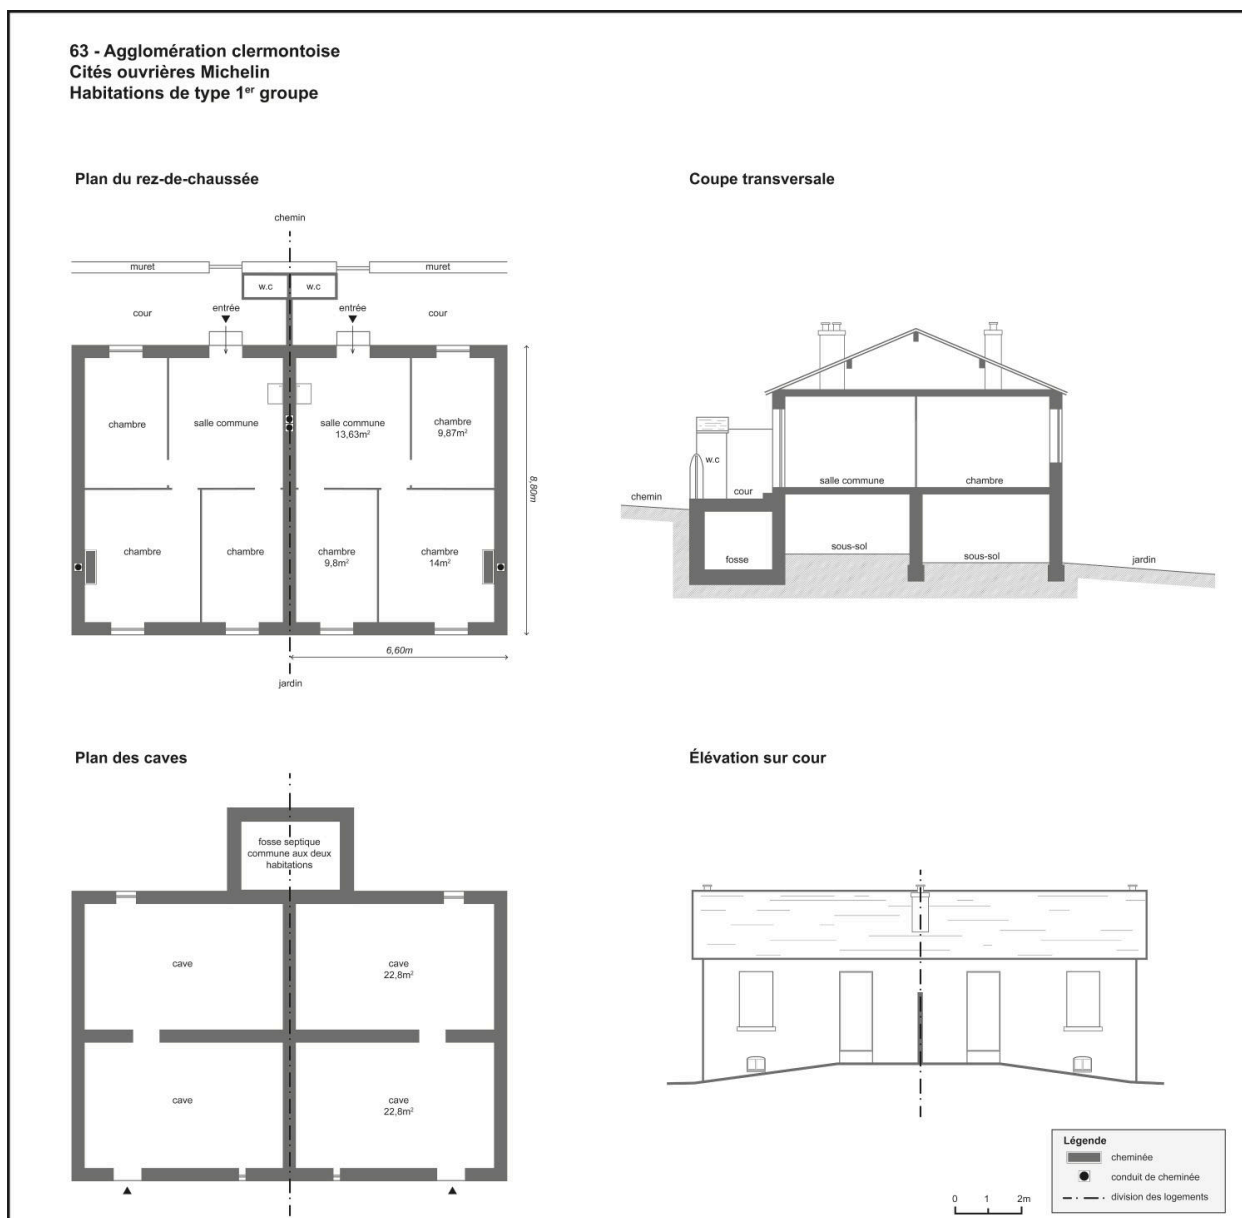 63 - Agglomération clermontoise
Cités ouvrières Michelin
Habitations de type 1er groupe
Plan du rez-de-chaussée
chemin
muret
muret
w.c
w.c
entrée
entrée
cour
cour
chambre
salle commune
salle commune
13,63m²
chambre
9,87m²
8,80m
chambre
chambre
chambre
9,8m²
chambre
14m²
6,60m
jardin
Coupe transversale
w.c
chemin
cour
salle commune
chambre
fosse
sous-sol
sous-sol
jardin
Plan des caves
fosse septique
commune aux deux
habitations
cave
cave
22,8m²
cave
cave
22,8m²
Élévation sur cour
Légende
cheminée
conduit de cheminée
division des logements
0 1 2m